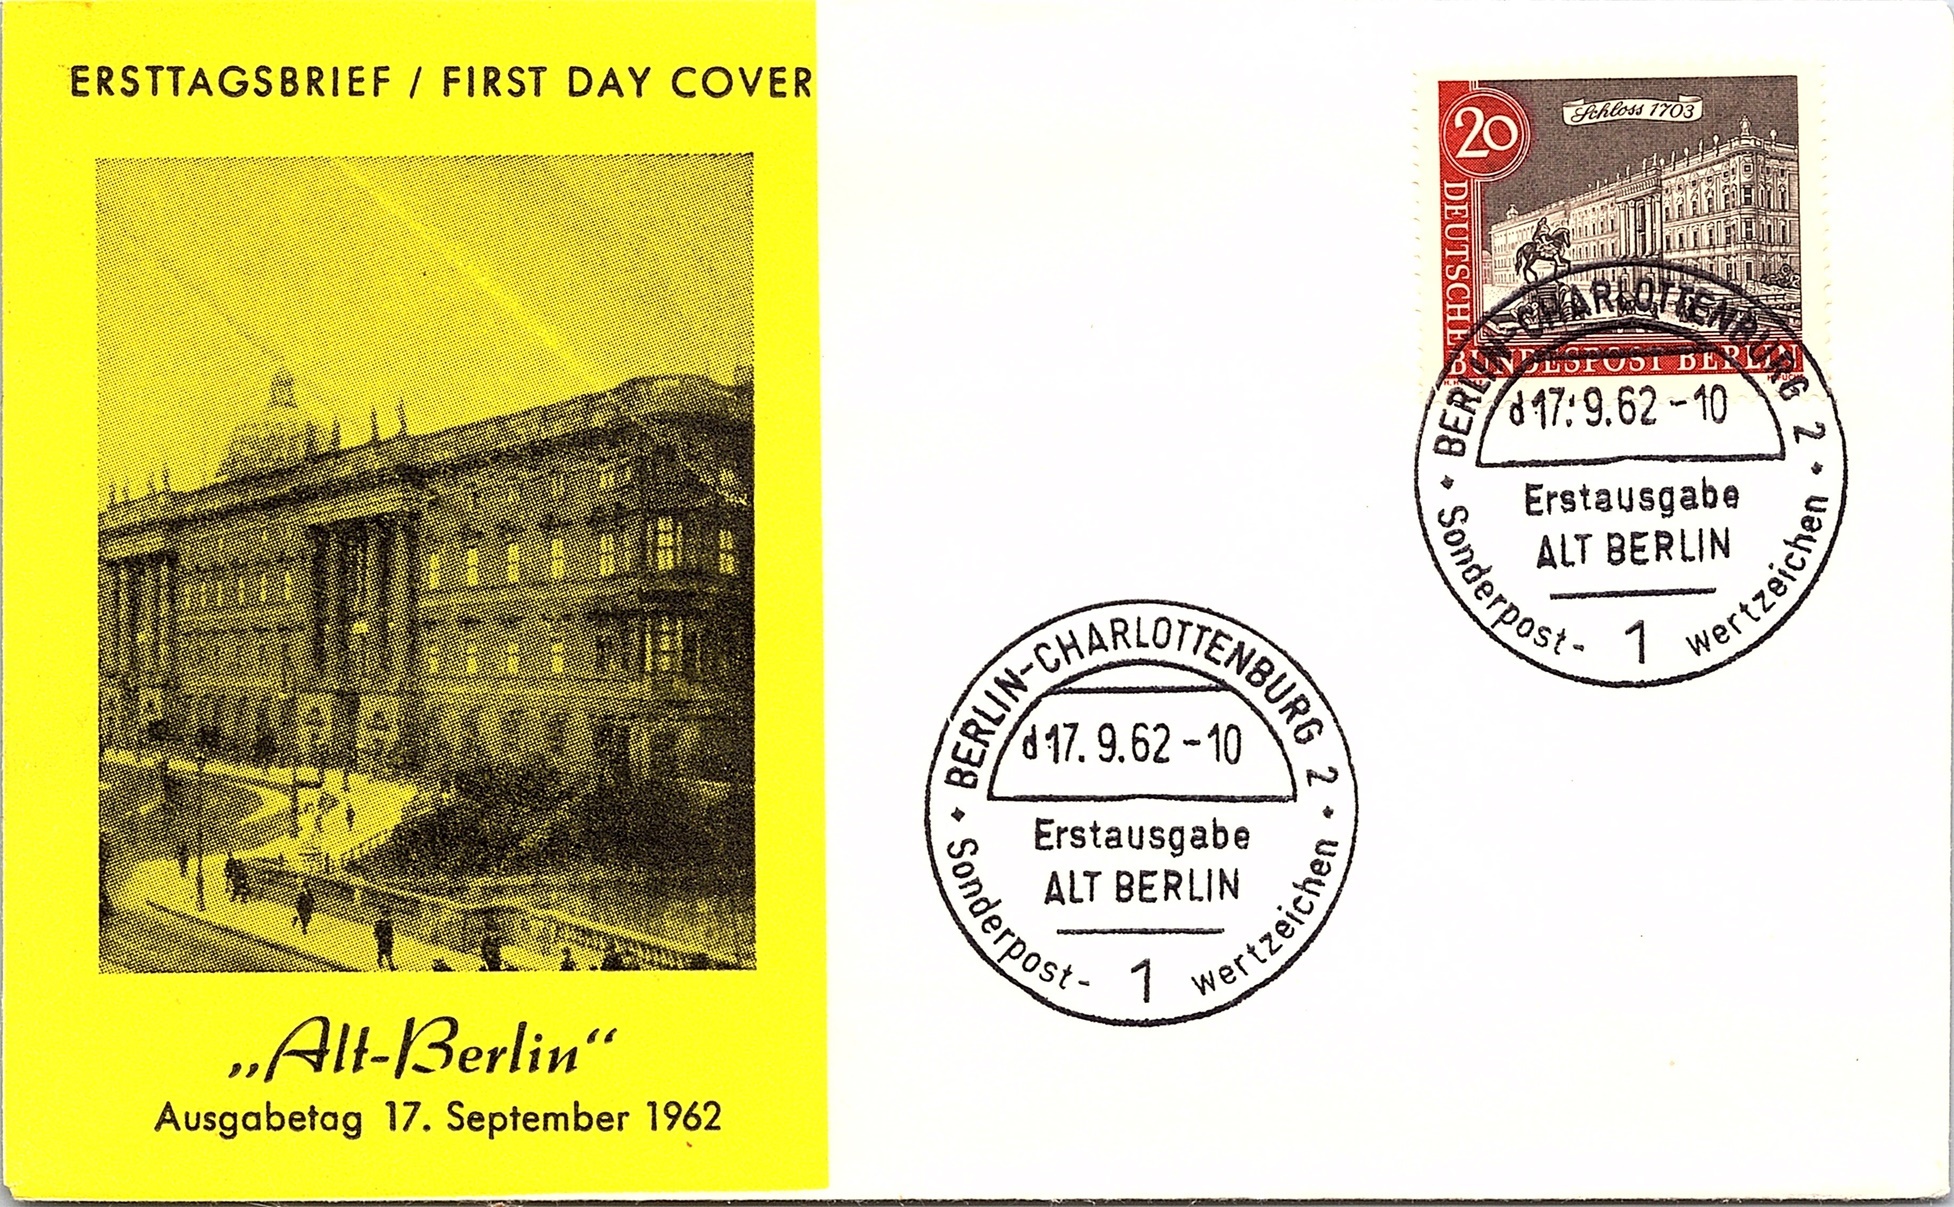 ERSTTAGSBRIEF / FIRST DAY COVER
„Alt-Berlin“
Ausgabetag 17. September 1962
20
Schloss 1703
DEUTSCHE
BUNDESPOST BERLIN
BERLIN-CHARLOTTENBURG 2
d17.9.62-10
Erstausgabe
ALT BERLIN
1
Sonderpost- wertzeichen
BERLIN-CHARLOTTENBURG 2
d17.9.62-10
Erstausgabe
ALT BERLIN
1
Sonderpost- wertzeichen